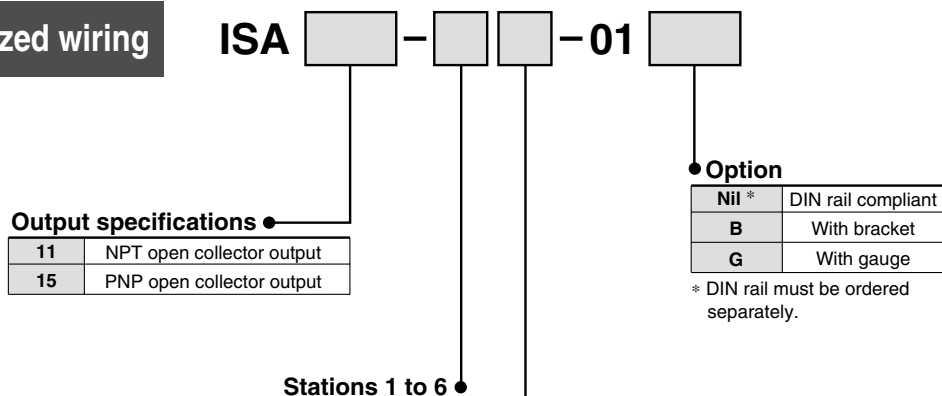 zed wiring
ISA – – 01
Option
Nil * DIN rail compliant
B With bracket
G With gauge
* DIN rail must be ordered
separately.
Output specifications
11 NPT open collector output
15 PNP open collector output
Stations 1 to 6